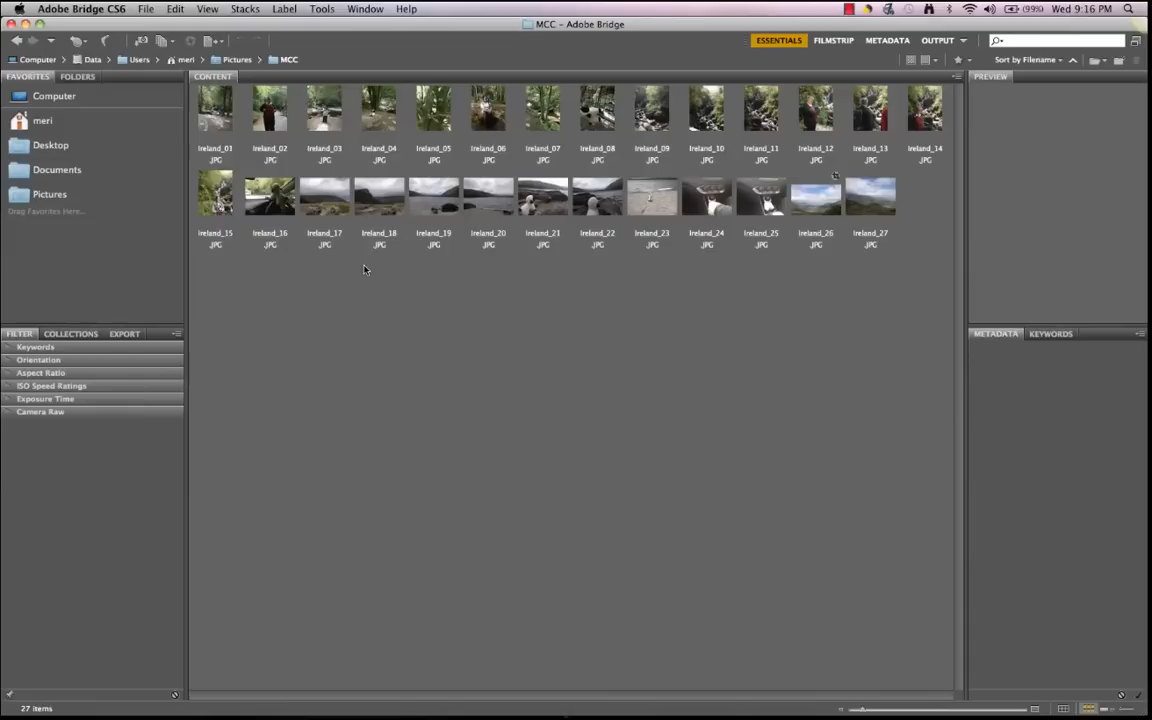 Adobe Bridge CS6 File Edit View Stacks Label Tools Window Help (99%) Wed 9:16 PM
MCC – Adobe Bridge
ESSENTIALS FILMSTRIP METADATA OUTPUT
Computer Data Users meri Pictures MCC Sort by Filename
FAVORITES FOLDERS CONTENT PREVIEW
Computer
meri
Desktop
Documents
Pictures
Drag Favorites Here...
Ireland_01 .JPG
Ireland_02 .JPG
Ireland_03 .JPG
Ireland_04 .JPG
Ireland_05 .JPG
Ireland_06 .JPG
Ireland_07 .JPG
Ireland_08 .JPG
Ireland_09 .JPG
Ireland_10 .JPG
Ireland_11 .JPG
Ireland_12 .JPG
Ireland_13 .JPG
Ireland_14 .JPG
Ireland_15 .JPG
Ireland_16 .JPG
Ireland_17 .JPG
Ireland_18 .JPG
Ireland_19 .JPG
Ireland_20 .JPG
Ireland_21 .JPG
Ireland_22 .JPG
Ireland_23 .JPG
Ireland_24 .JPG
Ireland_25 .JPG
Ireland_26 .JPG
Ireland_27 .JPG
FILTER COLLECTIONS EXPORT
Keywords
Orientation
Aspect Ratio
ISO Speed Ratings
Exposure Time
Camera Raw
METADATA KEYWORDS
27 items